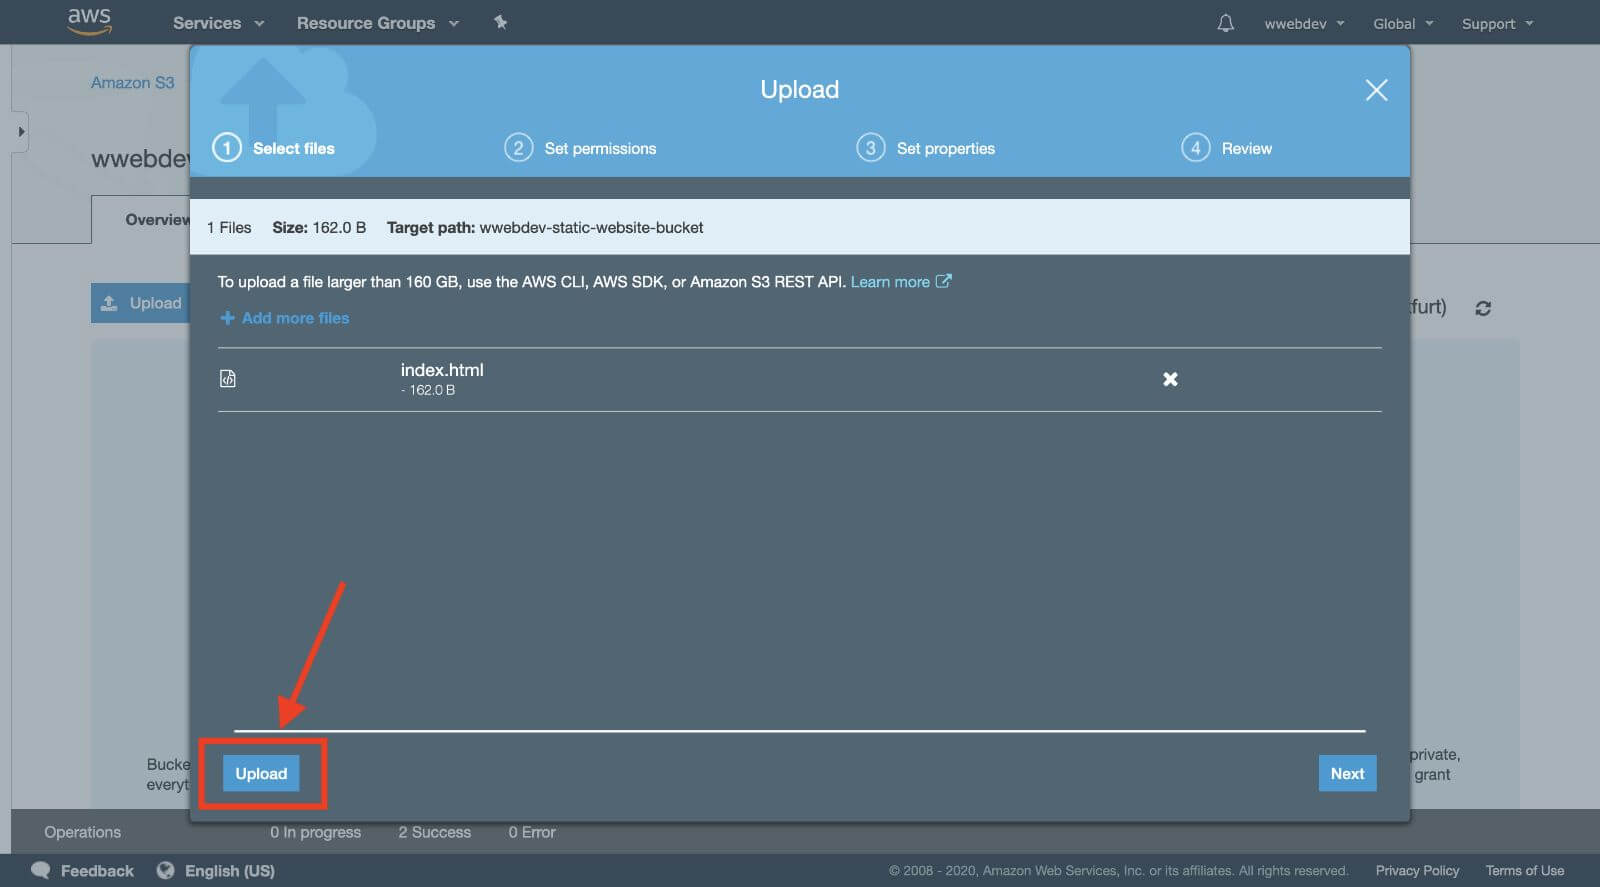 aws Services Resource Groups wwebdev Global Support
Amazon S3
Upload
1 Select files 2 Set permissions 3 Set properties 4 Review
wwebdev
Overview
1 Files Size: 162.0 B Target path: wwebdev-static-website-bucket
To upload a file larger than 160 GB, use the AWS CLI, AWS SDK, or Amazon S3 REST API. Learn more
Upload
furt)
+ Add more files
index.html
- 162.0 B
Bucke
private,
everyt
grant
Upload
Next
Operations 0 In progress 2 Success 0 Error
Feedback English (US) © 2008 - 2020, Amazon Web Services, Inc. or its affiliates. All rights reserved. Privacy Policy Terms of Use